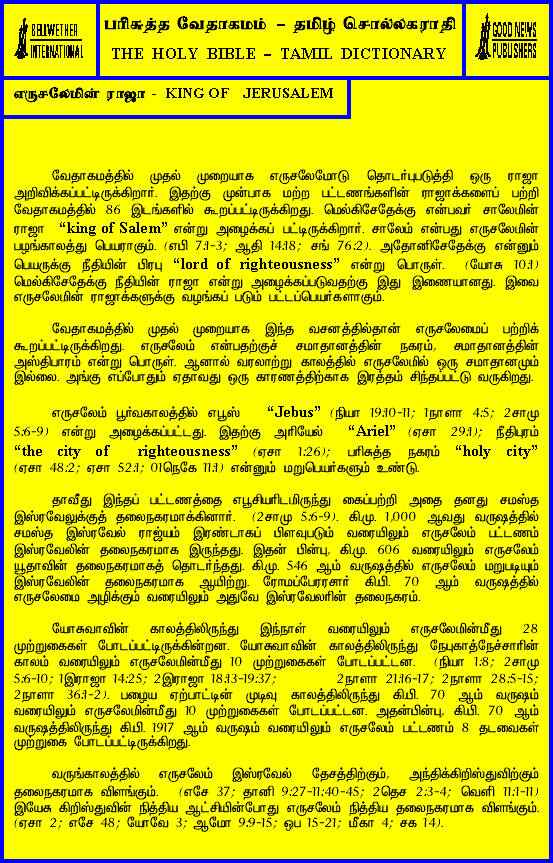 BELLWETHER
INTERNATIONAL
பரிசுத்த வேதாகமம் – தமிழ் சொல்லகராதி
THE HOLY BIBLE – TAMIL DICTIONARY
GOOD NEWS
PUBLISHERS
எருசலேமின் ராஜா - KING OF JERUSALEM
வேதாகமத்தில் முதல் முறையாக எருசலேமோடு தொடர்புபடுத்தி ஒரு ராஜா
அறிவிக்கப்பட்டிருக்கிறார். இதற்கு முன்பாக மற்ற பட்டணங்களின் ராஜாக்களைப் பற்றி
வேதாகமத்தில் 86 இடங்களில் கூறப்பட்டிருக்கிறது. மெல்கிசேதேக்கு என்பவர் சாலேமின்
ராஜா “king of Salem” என்று அழைக்கப் பட்டிருக்கிறார். சாலேம் என்பது எருசலேமின்
பழங்காலத்து பெயராகும். (எபி 7:1-3; ஆதி 14:18; சங் 76:2). அதோனிசேதேக்கு என்னும்
பெயருக்கு நீதியின் பிரபு “lord of righteousness” என்று பொருள். (யோசு 10:1)
மெல்கிசேதேக்கு நீதியின் ராஜா என்று அழைக்கப்படுவதற்கு இது இணையானது. இவை
எருசலேமின் ராஜாக்களுக்கு வழங்கப் படும் பட்டப்பெயர்களாகும்.
வேதாகமத்தில் முதல் முறையாக இந்த வசனத்தில்தான் எருசலேமைப் பற்றிக்
கூறப்பட்டிருக்கிறது. எருசலேம் என்பதற்குச் சமாதானத்தின் நகரம், சமாதானத்தின்
அஸ்திபாரம் என்று பொருள். ஆனால் வரலாற்று காலத்தில் எருசலேமில் ஒரு சமாதானமும்
இல்லை. அங்கு எப்போதும் ஏதாவது ஒரு காரணத்திற்காக இரத்தம் சிந்தப்பட்டு வருகிறது.
எருசலேம் பூர்வகாலத்தில் எபூஸ் “Jebus” (நியா 19:10-11; 1நாளா 4:5; 2சாமு
5:6-9) என்று அழைக்கப்பட்டது. இதற்கு அரியேல் “Ariel” (ஏசா 29:1); நீதிபுரம்
“the city of righteousness” (ஏசா 1:26); பரிசுத்த நகரம் “holy city”
(ஏசா 48:2; ஏசா 52:1; 01நெகே 11:1) என்னும் மறுபெயர்களும் உண்டு.
தாவீது இந்தப் பட்டணத்தை எபூசியரிடமிருந்து கைப்பற்றி அதை தனது சமஸ்த
இஸ்ரவேலுக்குத் தலைநகரமாக்கினார். (2சாமு 5:6-9). கி.மு. 1,000 ஆவது வருஷத்தில்
சமஸ்த இஸ்ரவேல் ராஜ்யம் இரண்டாகப் பிளவுபடும் வரையிலும் எருசலேம் பட்டணம்
இஸ்ரவேலின் தலைநகரமாக இருந்தது. இதன் பின்பு, கி.மு. 606 வரையிலும் எருசலேம்
யூதாவின் தலைநகரமாகத் தொடர்ந்தது. கி.மு. 546 ஆம் வருஷத்தில் எருசலேம் மறுபடியும்
இஸ்ரவேலின் தலைநகரமாக ஆயிற்று. ரோமப்பேரரசார் கி.பி. 70 ஆம் வருஷத்தில்
எருசலேமை அழிக்கும் வரையிலும் அதுவே இஸ்ரவேலரின் தலைநகரம்.
யோசுவாவின் காலத்திலிருந்து இந்நாள் வரையிலும் எருசலேமின்மீது 28
முற்றுகைகள் போடப்பட்டிருக்கின்றன. யோசுவாவின் காலத்திலிருந்து நேபுகாத்நேச்சாரின்
காலம் வரையிலும் எருசலேமின்மீது 10 முற்றுகைகள் போடப்பட்டன. (நியா 1:8; 2சாமு
5:6-10; 1இராஜா 14:25; 2இராஜா 18:13-19:37; 2நாளா 21:16-17; 2நாளா 28:5-15;
2நாளா 36:1-2). பழைய ஏற்பாட்டின் முடிவு காலத்திலிருந்து கி.பி. 70 ஆம் வருஷம்
வரையிலும் எருசலேமின்மீது 10 முற்றுகைகள் போடப்பட்டன. அதன்பின்பு, கி.பி. 70 ஆம்
வருஷத்திலிருந்து கி.பி. 1917 ஆம் வருஷம் வரையிலும் எருசலேம் பட்டணம் 8 தடவைகள்
முற்றுகை போடப்பட்டிருக்கிறது.
வருங்காலத்தில் எருசலேம் இஸ்ரவேல் தேசத்திற்கும், அந்திக்கிறிஸ்துவிற்கும்
தலைநகரமாக விளங்கும். (எசே 37; தானி 9:27-11:40-45; 2தெச 2:3-4; வெளி 11:1-11)
இயேசு கிறிஸ்துவின் நித்திய ஆட்சியின்போது எருசலேம் நித்திய தலைநகரமாக விளங்கும்.
(ஏசா 2; எசே 48; யோவே 3; ஆமோ 9:9-15; ஒப 15-21; மீகா 4; சக 14).